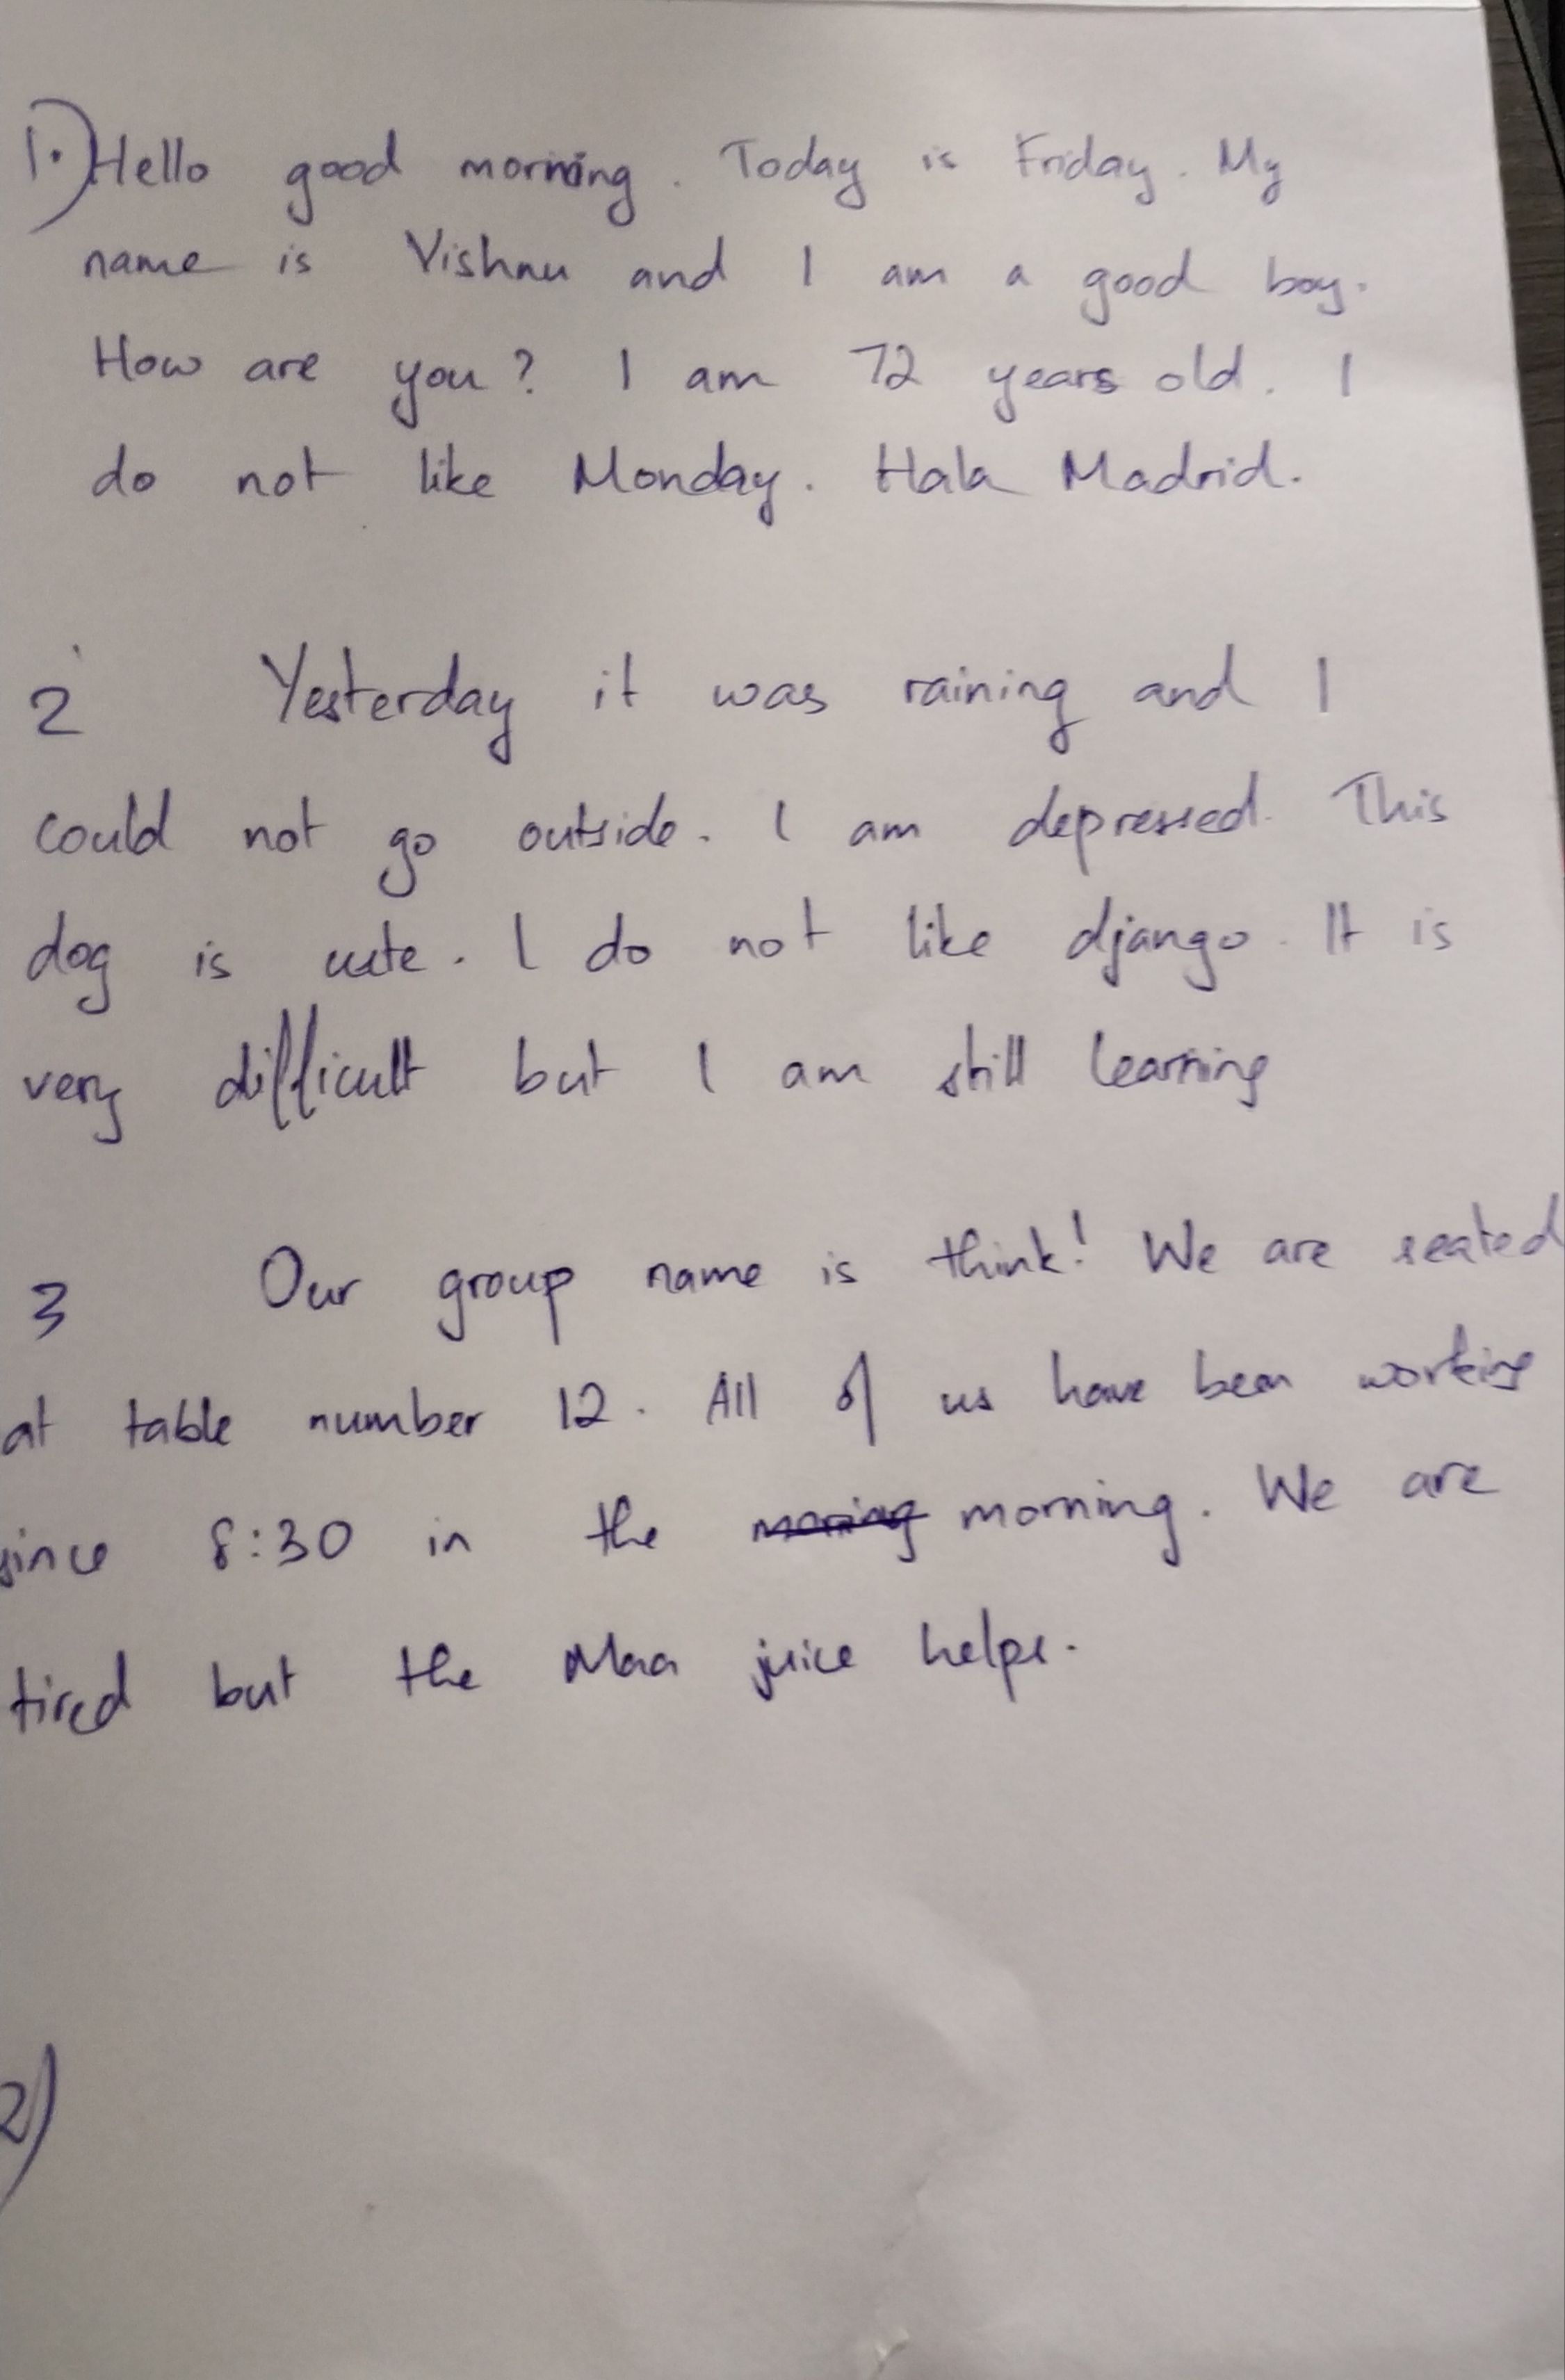 1.) Hello good morning. Today is Friday. My
name is Vishnu and I am a good boy.
How are you? I am 72 years old. I
do not like Monday. Hala Madrid.
2 Yesterday it was raining and I
could not go outside. I am depressed. This
dog is cute. I do not like django. It is
very difficult but I am still learning
3 Our group name is think! We are seated
at table number 12. All of us have been working
since 8:30 in the morning. We are
tired but the Maa juice helps.
2)